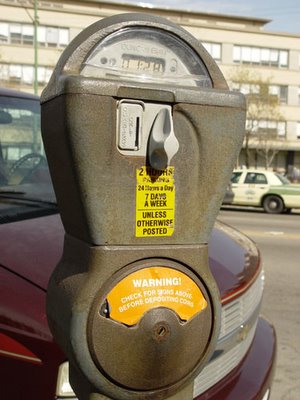 DUNCAN
2 HOURS
PARKING
24 Hours a Day
7 DAYS
A WEEK
UNLESS
OTHERWISE
POSTED
WARNING!
CHECK FOR SIGNS ABOVE
BEFORE DEPOSITING COINS